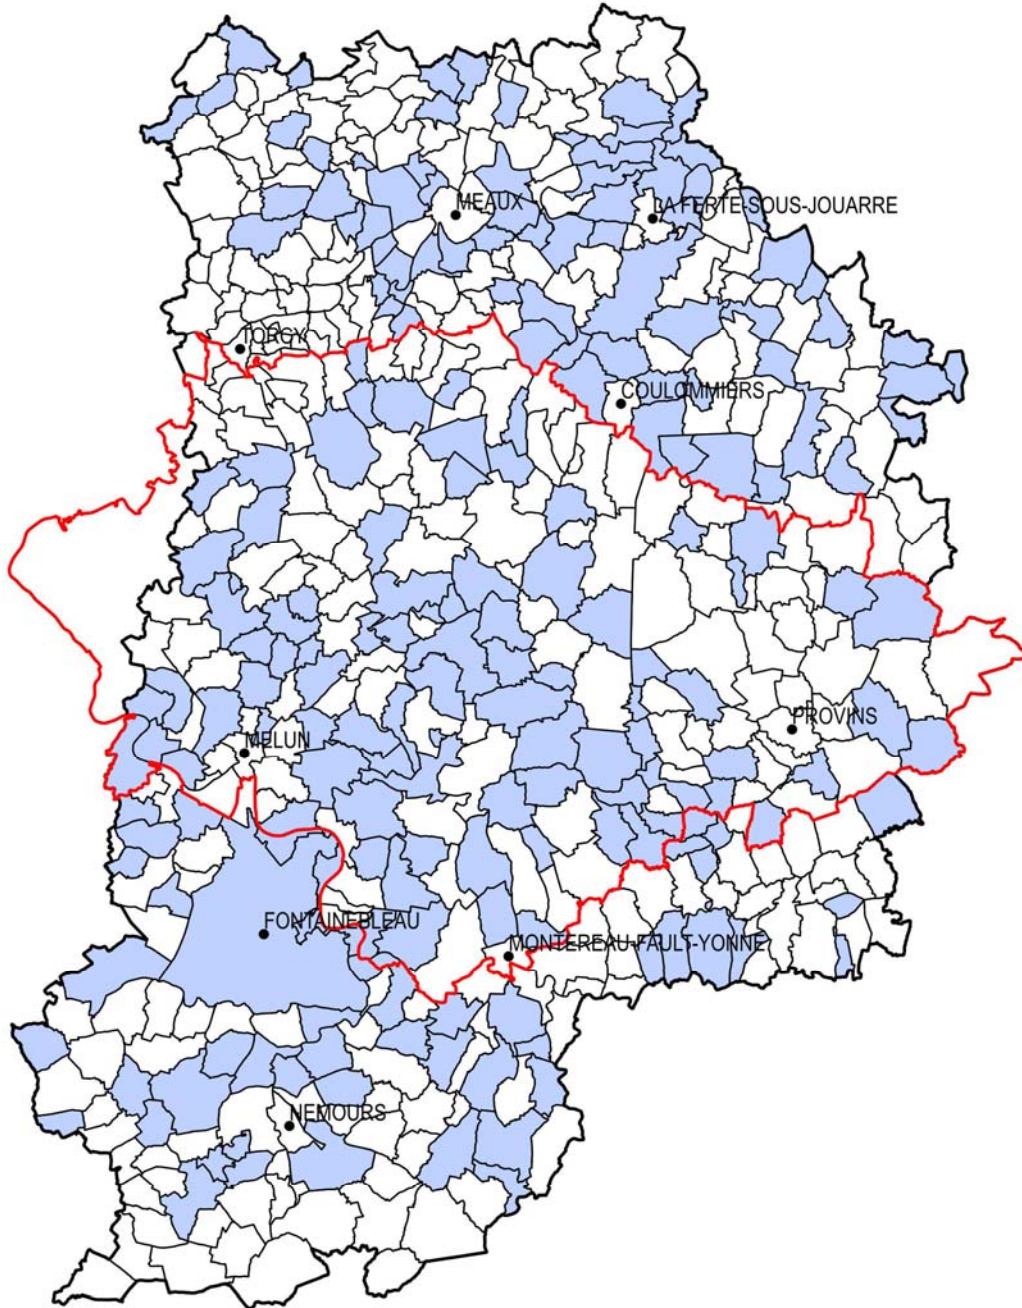 MEAUX
LA FERTE-SOUS-JOUARRE
TORCY
COULOMMIERS
PROVINS
MELUN
FONTAINEBLEAU
MONTEREAU-FAULT-YONNE
NEMOURS